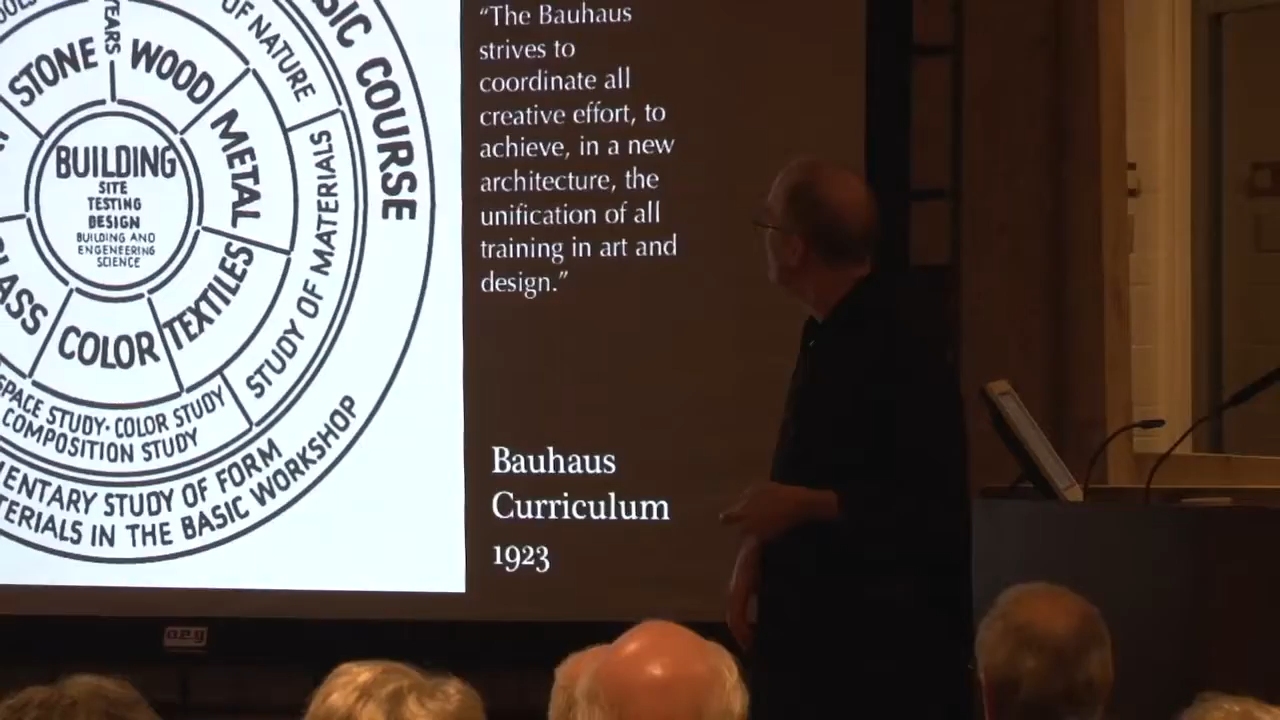 "The Bauhaus
strives to
coordinate all
creative effort, to
achieve, in a new
architecture, the
unification of all
training in art and
design."
Bauhaus
Curriculum
1923
BASIC COURSE
OF NATURE
STUDY OF MATERIALS
YEARS
STONE
WOOD
METAL
TEXTILES
COLOR
BUILDING
SITE
TESTING
DESIGN
BUILDING AND
ENGENEERING
SCIENCE
SPACE STUDY· COLOR STUDY
COMPOSITION STUDY
STUDY OF FORM
IN THE BASIC WORKSHOP